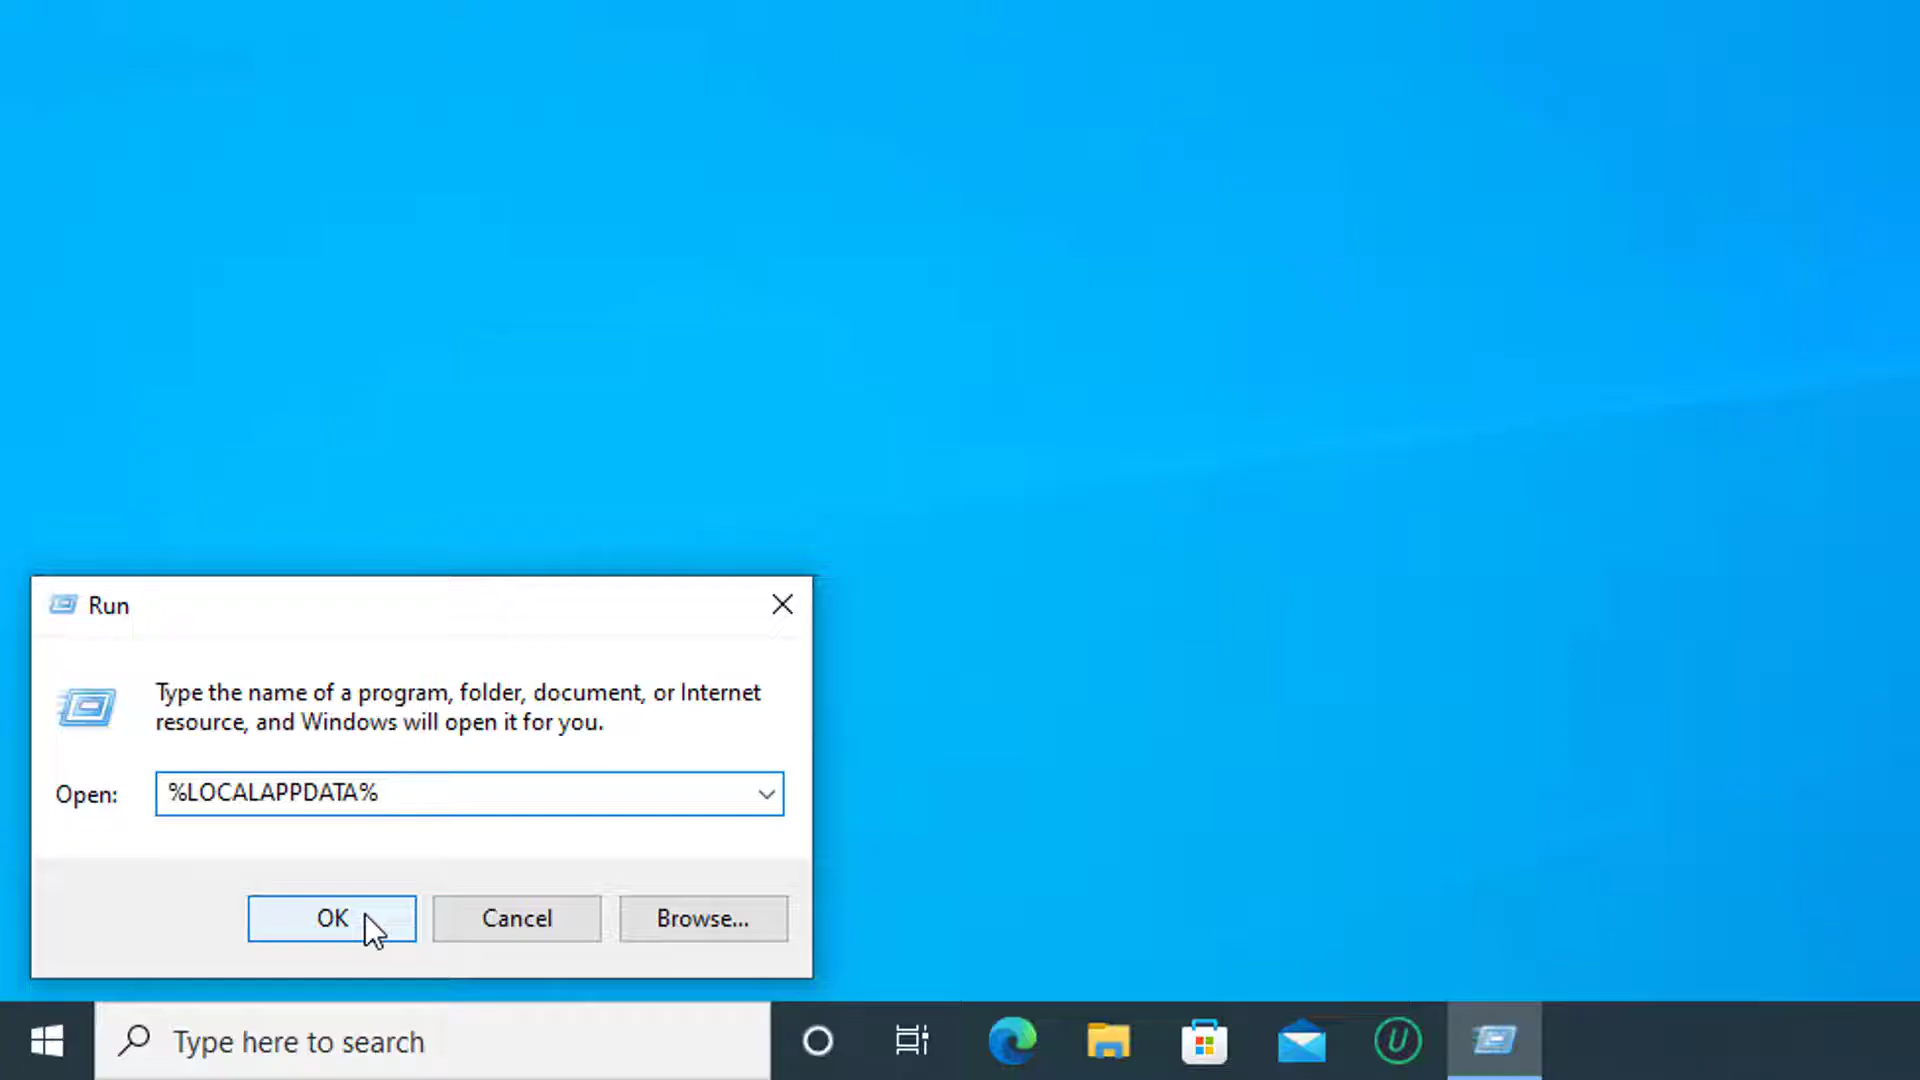 Run
Type the name of a program, folder, document, or Internet
resource, and Windows will open it for you.
Open:
%LOCALAPPDATA%
OK
Cancel
Browse...
Type here to search
U